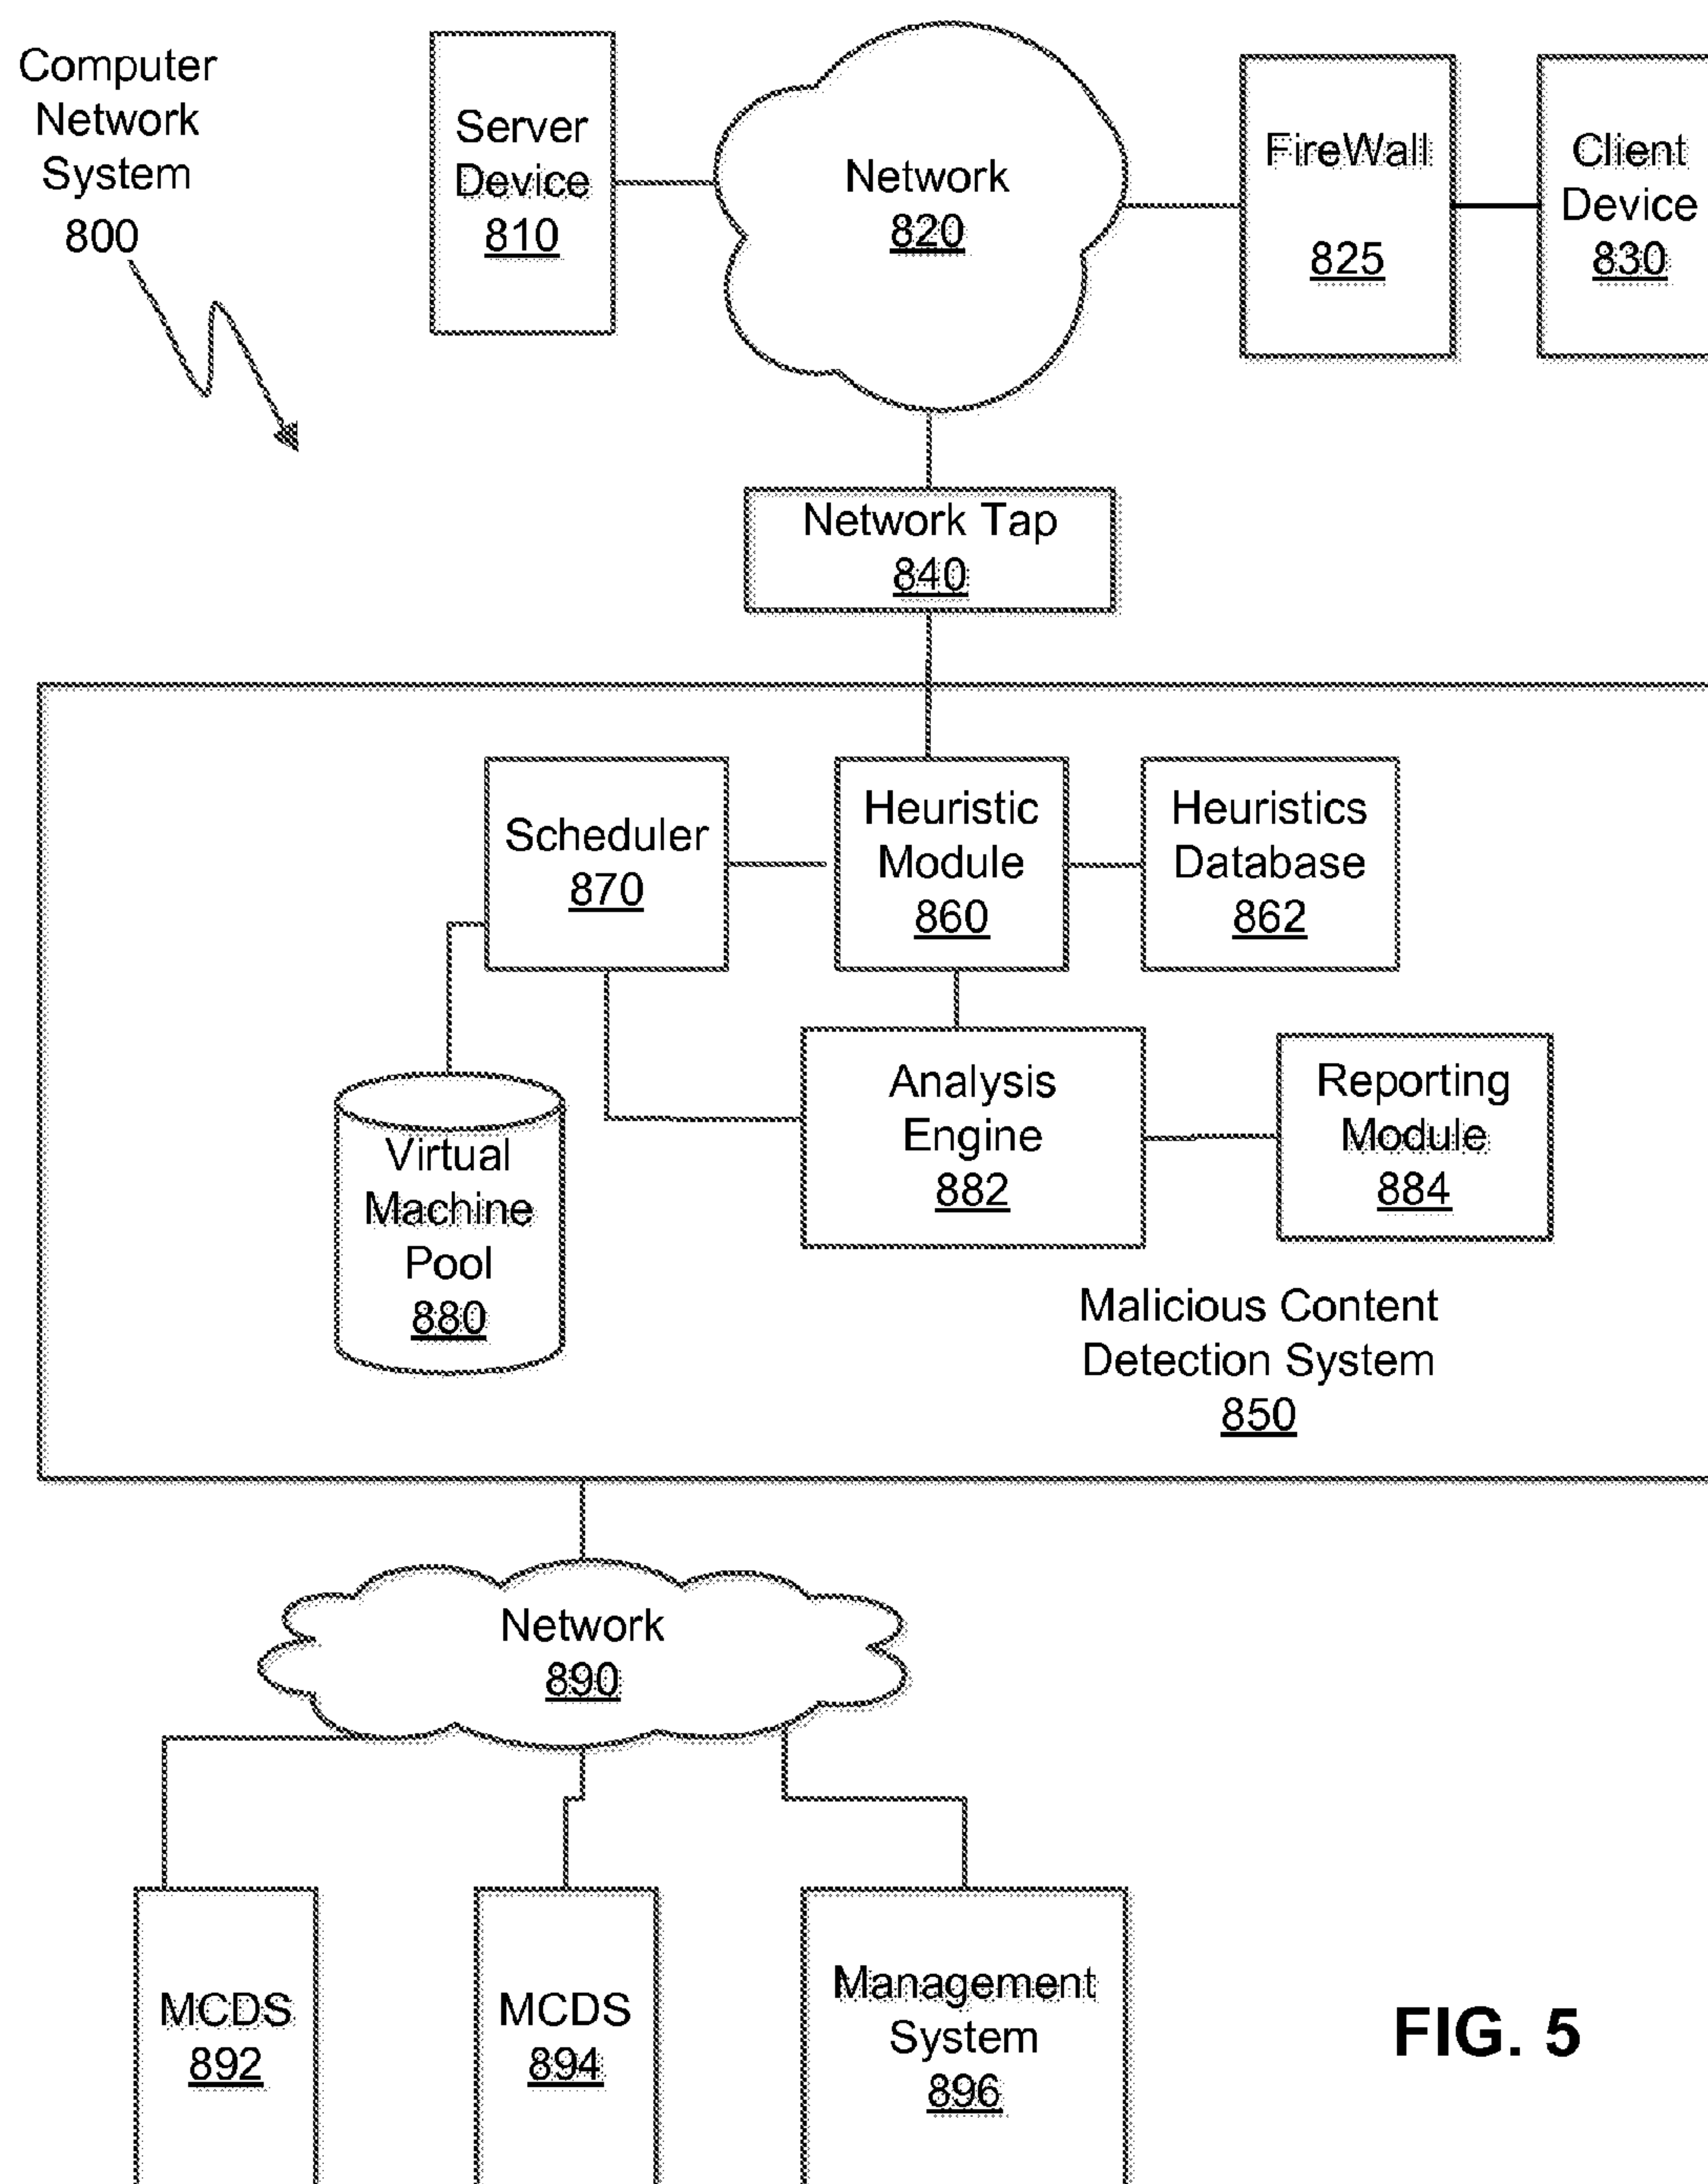 Computer
Network
System
800
Server
Device
810
Network
820
FireWall
825
Client
Device
830
Network Tap
840
Scheduler
870
Heuristic
Module
860
Heuristics
Database
862
Virtual
Machine
Pool
880
Analysis
Engine
882
Reporting
Module
884
Malicious Content
Detection System
850
Network
890
MCDS
892
MCDS
894
Management
System
896
FIG. 5